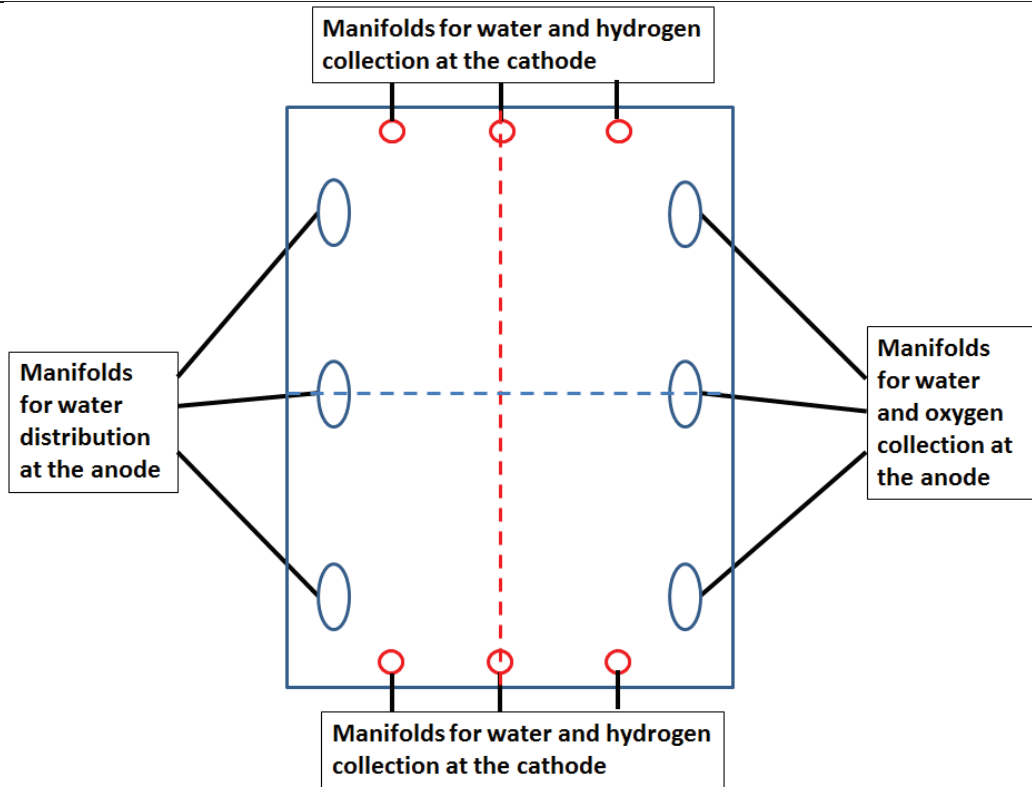 Manifolds for water and hydrogen
collection at the cathode
Manifolds
for water
distribution
at the anode
Manifolds
for water
and oxygen
collection at
the anode
Manifolds for water and hydrogen
collection at the cathode